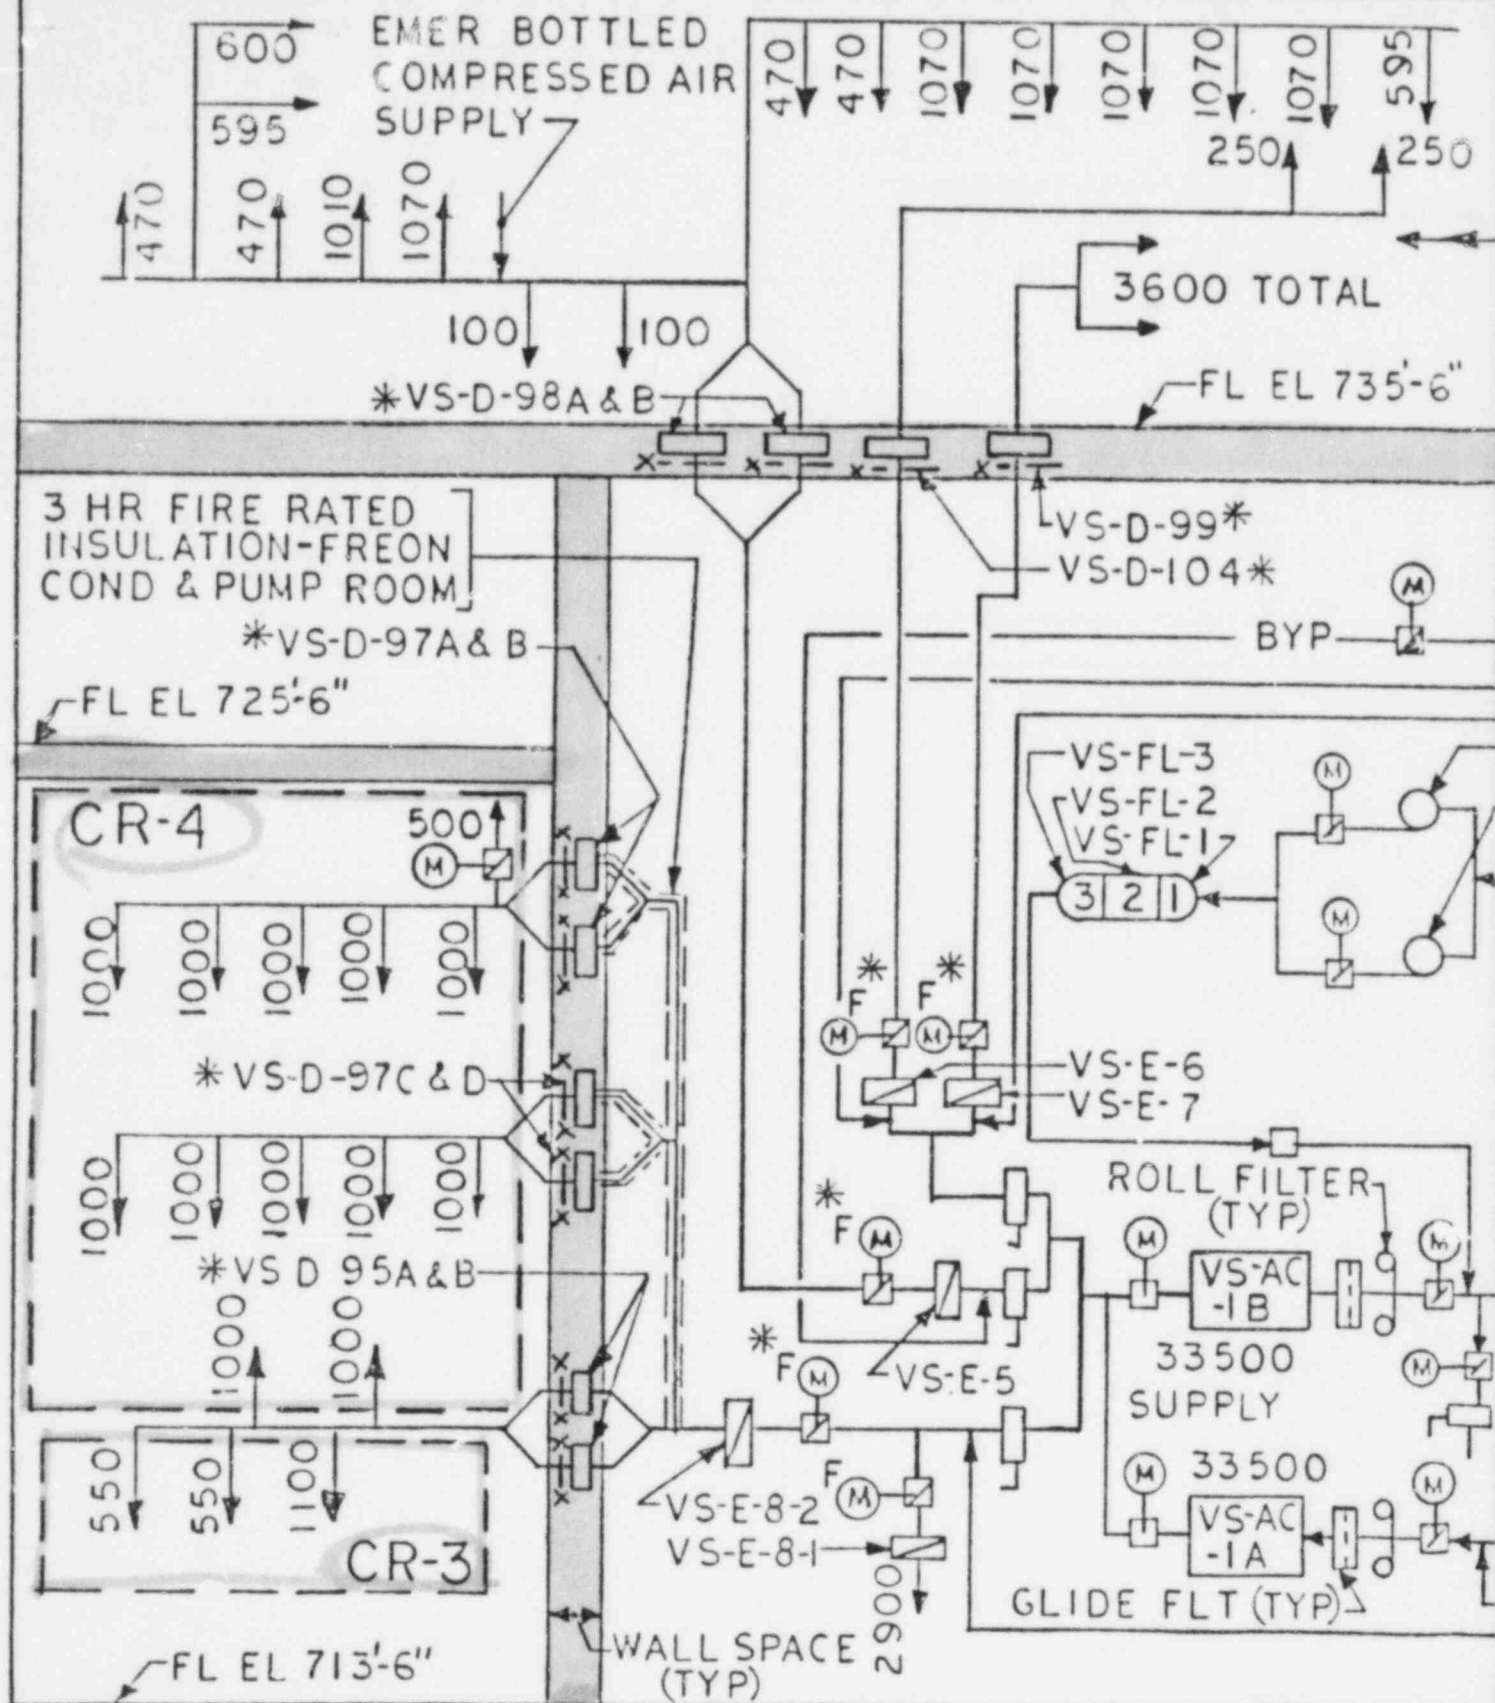 600
EMER BOTTLED
COMPRESSED AIR
SUPPLY
595
470
470
1010
1070
470
470
1070
1070
1070
1070
1070
595
250
250
3600 TOTAL
100
100
*VS-D-98A & B
FL EL 735'-6"
X
X
X
X
3 HR FIRE RATED
INSULATION-FREON
COND & PUMP ROOM
VS-D-99*
VS-D-104*
*VS-D-97A & B
BYP
M
FL EL 725'-6"
CR-4
500
M
1000
1000
1000
1000
1000
X
X
X
X
VS-FL-3
VS-FL-2
VS-FL-1
3 2 1
M
M
* F
M
* F
M
VS-E-6
VS-E-7
* VS-D-97C & D
X
X
X
X
1000
1000
1000
1000
1000
ROLL FILTER
(TYP)
* F
M
M
M
VS-AC
-1B
33500
SUPPLY
M
*VS D 95A&B
1000
1000
X
X
X
X
* F
M
VS-E-5
550
550
1100
CR-3
VS-E-8-2
F
M
VS-E-8-1
2900
M
33500
M
VS-AC
-1A
GLIDE FLT (TYP)
WALL SPACE
(TYP)
FL EL 713'-6"